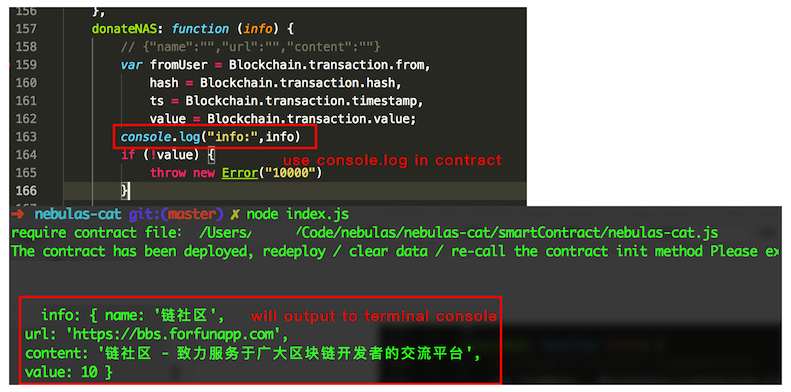 156 },
157 donateNAS: function (info) {
158 // {"name":"","url":"","content":""}
159 var fromUser = Blockchain.transaction.from,
160 hash = Blockchain.transaction.hash,
161 ts = Blockchain.transaction.timestamp,
162 value = Blockchain.transaction.value;
163 console.log("info:",info)
164 if (!value) {
use console.log in contract
165 throw new Error("10000")
166 }
➜ nebulas-cat git:(master) ✗ node index.js
require contract file: /Users/ /Code/nebulas/nebulas-cat/smartContract/nebulas-cat.js
The contract has been deployed, redeploy / clear data / re-call the contract init method Please ex
info: { name: '链社区', will output to terminal console
url: 'https://bbs.forfunapp.com',
content: '链社区 - 致力服务于广大区块链开发者的交流平台',
value: 10 }